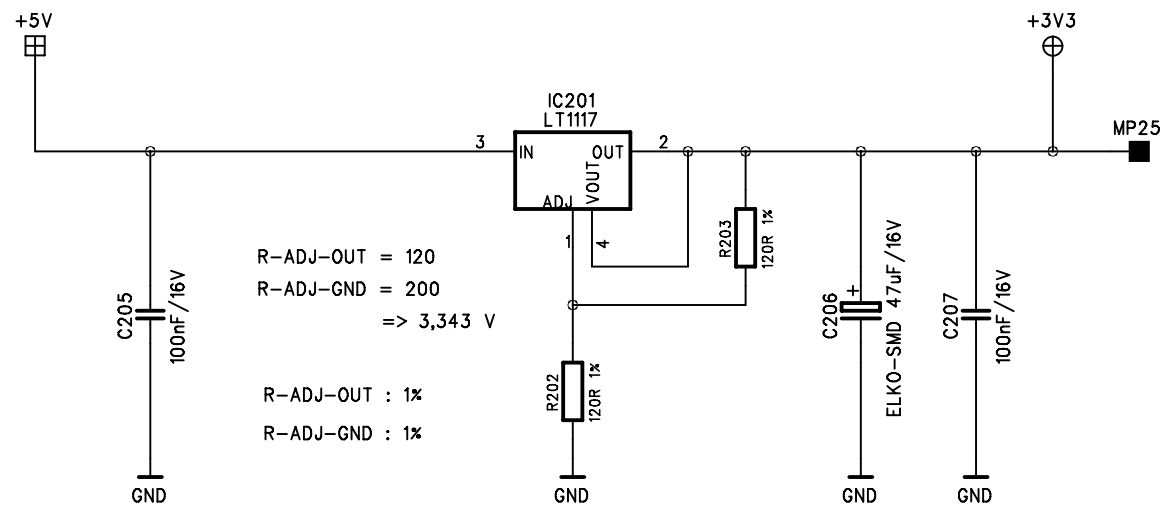 +5V
+3V3
IC201
LT1117
MP25
3
IN
OUT
2
VOUT
ADJ
1
4
R203
120R 1%
R-ADJ-OUT = 120
R-ADJ-GND = 200
=> 3,343 V
C205
100nF/16V
+
C206
ELKO-SMD 47uF/16V
C207
100nF/16V
R202
120R 1%
R-ADJ-OUT : 1%
R-ADJ-GND : 1%
GND
GND
GND
GND